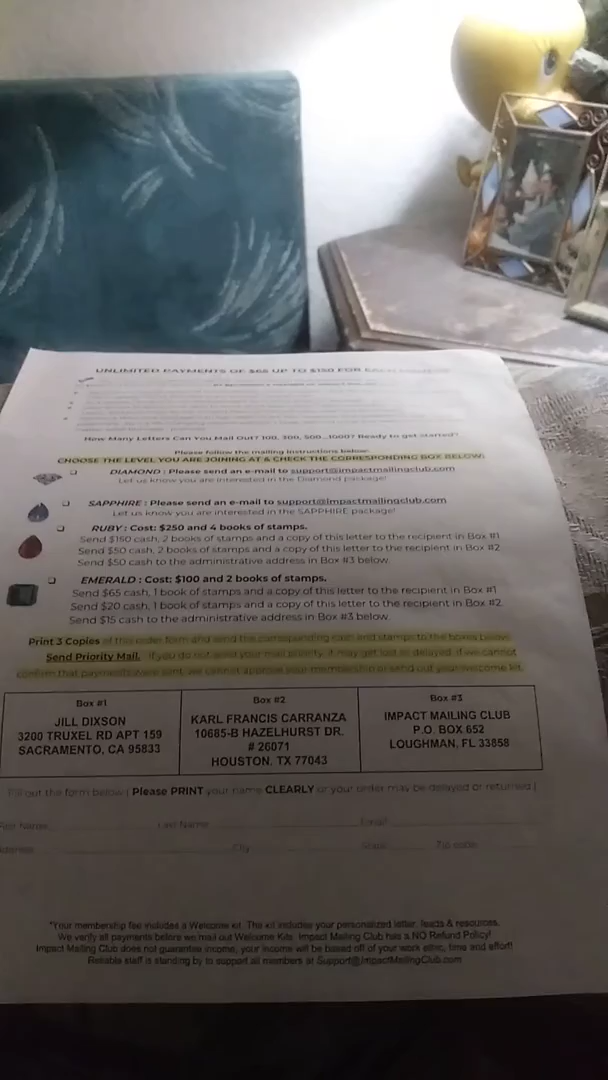 UNLIMITED PAYMENTS OF $65 UP TO $150 FOR
How Many Letters Can You Mail Out? 100, 300, 500...1000? Ready to get started?
Please follow the mailing instructions below:
CHOOSE THE LEVEL YOU ARE JOINING AT & CHECK THE CORRESPONDING BOX BELOW:
DIAMOND : Please send an e-mail to support@impactmailingclub.com
Let us know you are interested in the Diamond package!
SAPPHIRE : Please send an e-mail to support@impactmailingclub.com
Let us know you are interested in the SAPPHIRE package!
RUBY : Cost: $250 and 4 books of stamps.
Send $150 cash, 2 books of stamps and a copy of this letter to the recipient in Box #1
Send $50 cash, 2 books of stamps and a copy of this letter to the recipient in Box #2
Send $50 cash to the administrative address in Box #3 below.
EMERALD : Cost: $100 and 2 books of stamps.
Send $65 cash, 1 book of stamps and a copy of this letter to the recipient in Box #1
Send $20 cash, 1 book of stamps and a copy of this letter to the recipient in Box #2
Send $15 cash to the administrative address in Box #3 below.
Print 3 Copies of this order form and send the corresponding cash and stamps to the boxes below.
Send Priority Mail. If you do not send your mail priority, it may get lost or delayed. If we cannot
confirm that payments were sent, we cannot approve your membership or send out your welcome kit.
Box #1
JILL DIXSON
3200 TRUXEL RD APT 159
SACRAMENTO, CA 95833
Box #2
KARL FRANCIS CARRANZA
10685-B HAZELHURST DR.
# 26071
HOUSTON, TX 77043
Box #3
IMPACT MAILING CLUB
P.O. BOX 652
LOUGHMAN, FL 33858
Fill out the form below ( Please PRINT your name CLEARLY or your order may be delayed or returned.)
Name Last Name Email
City State Zip code
*Your membership fee includes a Welcome kit. The kit includes your personalized letter, leads & resources.
We verify all payments before we mail out Welcome Kits. Impact Mailing Club has a NO Refund Policy!
Impact Mailing Club does not guarantee income, your income will be based off of your work ethic, time and effort!
Reliable staff is standing by to support all members at Support@ImpactMailingClub.com